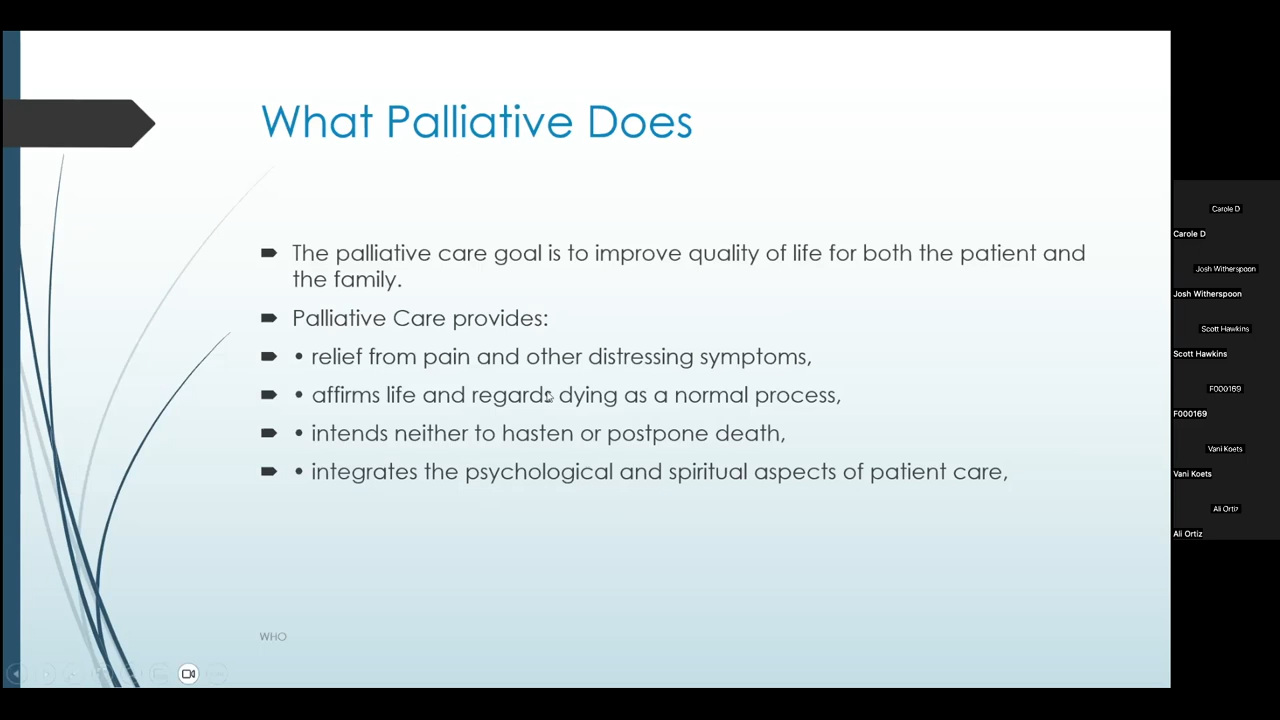 What Palliative Does
The palliative care goal is to improve quality of life for both the patient and
the family.
Palliative Care provides:
• relief from pain and other distressing symptoms,
• affirms life and regards dying as a normal process,
• intends neither to hasten or postpone death,
• integrates the psychological and spiritual aspects of patient care,
WHO
Carole D
Carole D
Josh Witherspoon
Josh Witherspoon
Scott Hawkins
Scott Hawkins
F000169
F000169
Vani Koets
Vani Koets
Ali Ortiz
Ali Ortiz